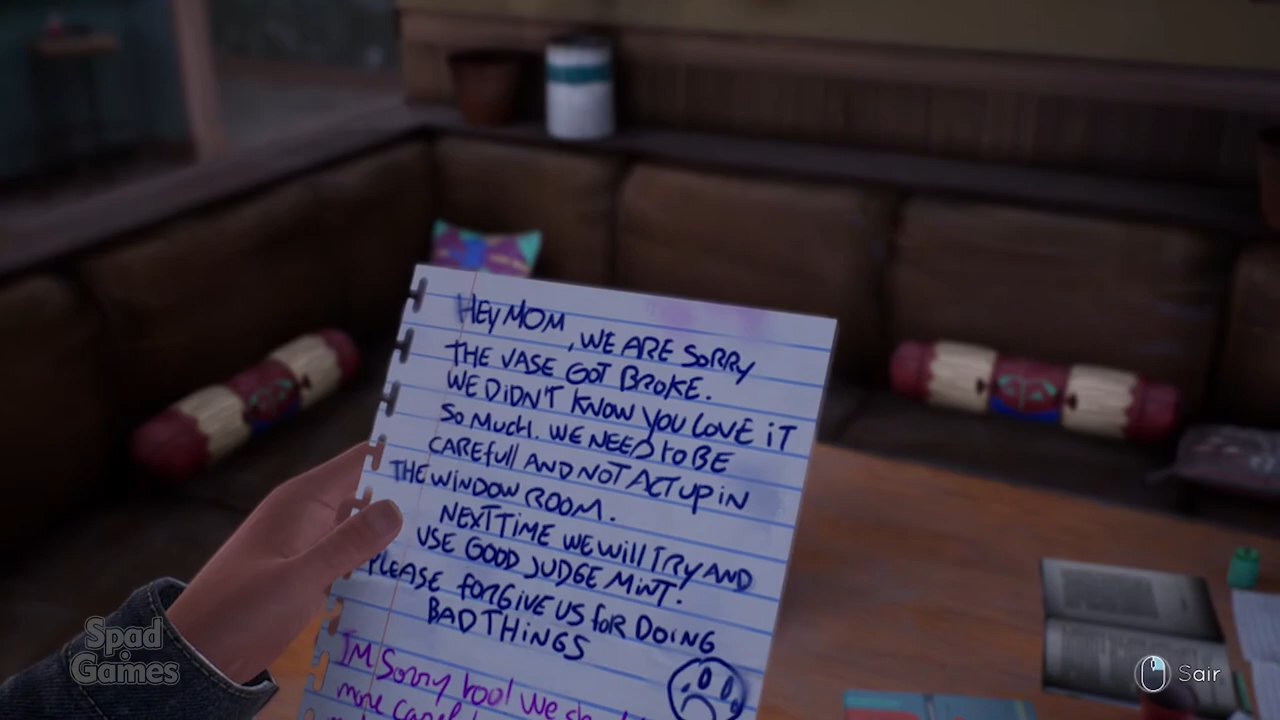 HEY MOM, WE ARE SORRY
THE VASE GOT BROKE.
WE DIDN'T KNOW YOU LOVE IT
SO MUCH. WE NEED TO BE
CAREFULL AND NOT ACT UP IN
THE WINDOW ROOM.
NEXT TIME WE WILL TRY AND
USE GOOD JUDGE MINT.
PLEASE FORGIVE US FOR DOING
BAD THINGS
I'M Sorry too! We
more
Spad
Games
Sair